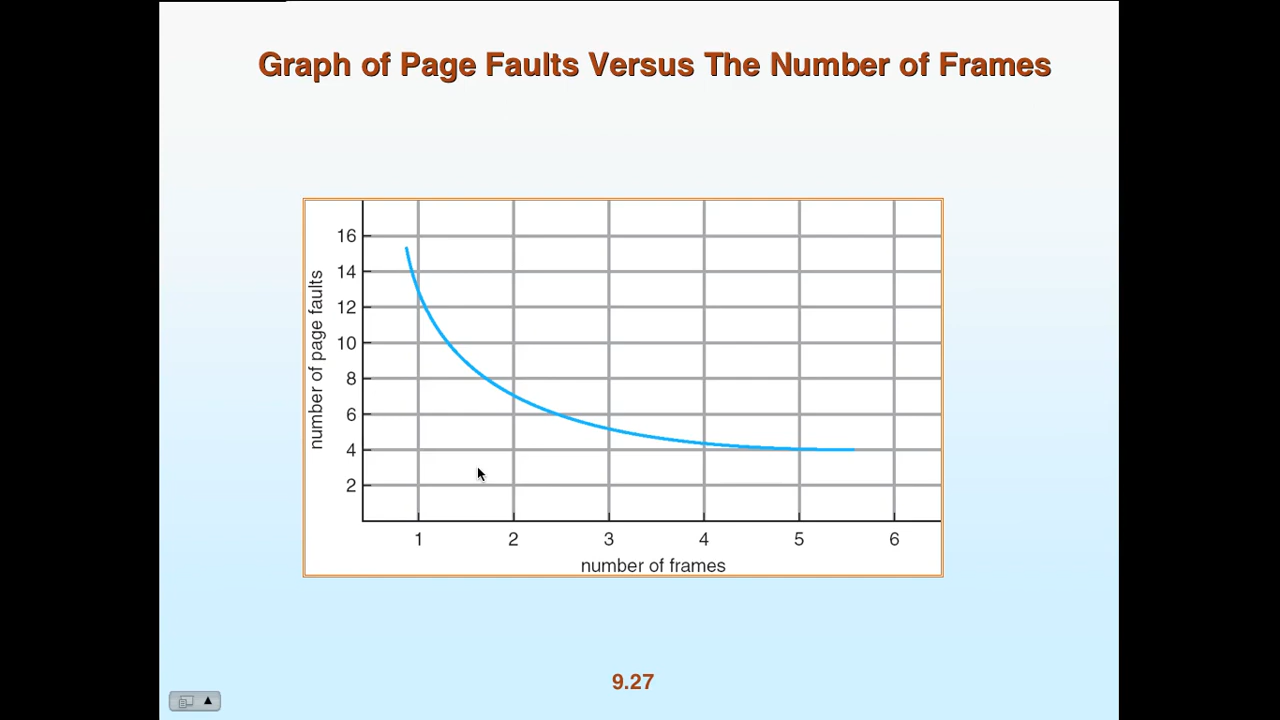 Graph of Page Faults Versus The Number of Frames
number of page faults
16
14
12
10
8
6
4
2
1 2 3 4 5 6
number of frames
9.27